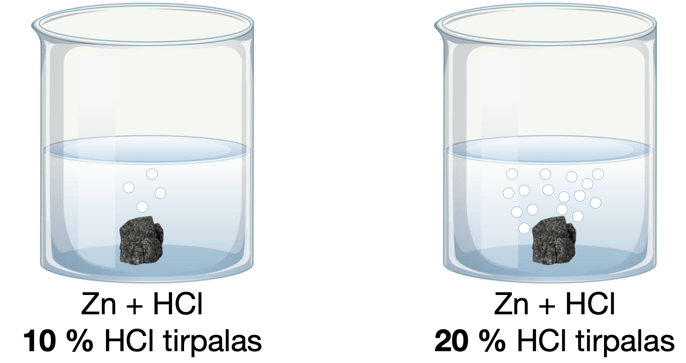 Zn + HCl
10 % HCl tirpalas
Zn + HCl
20 % HCl tirpalas